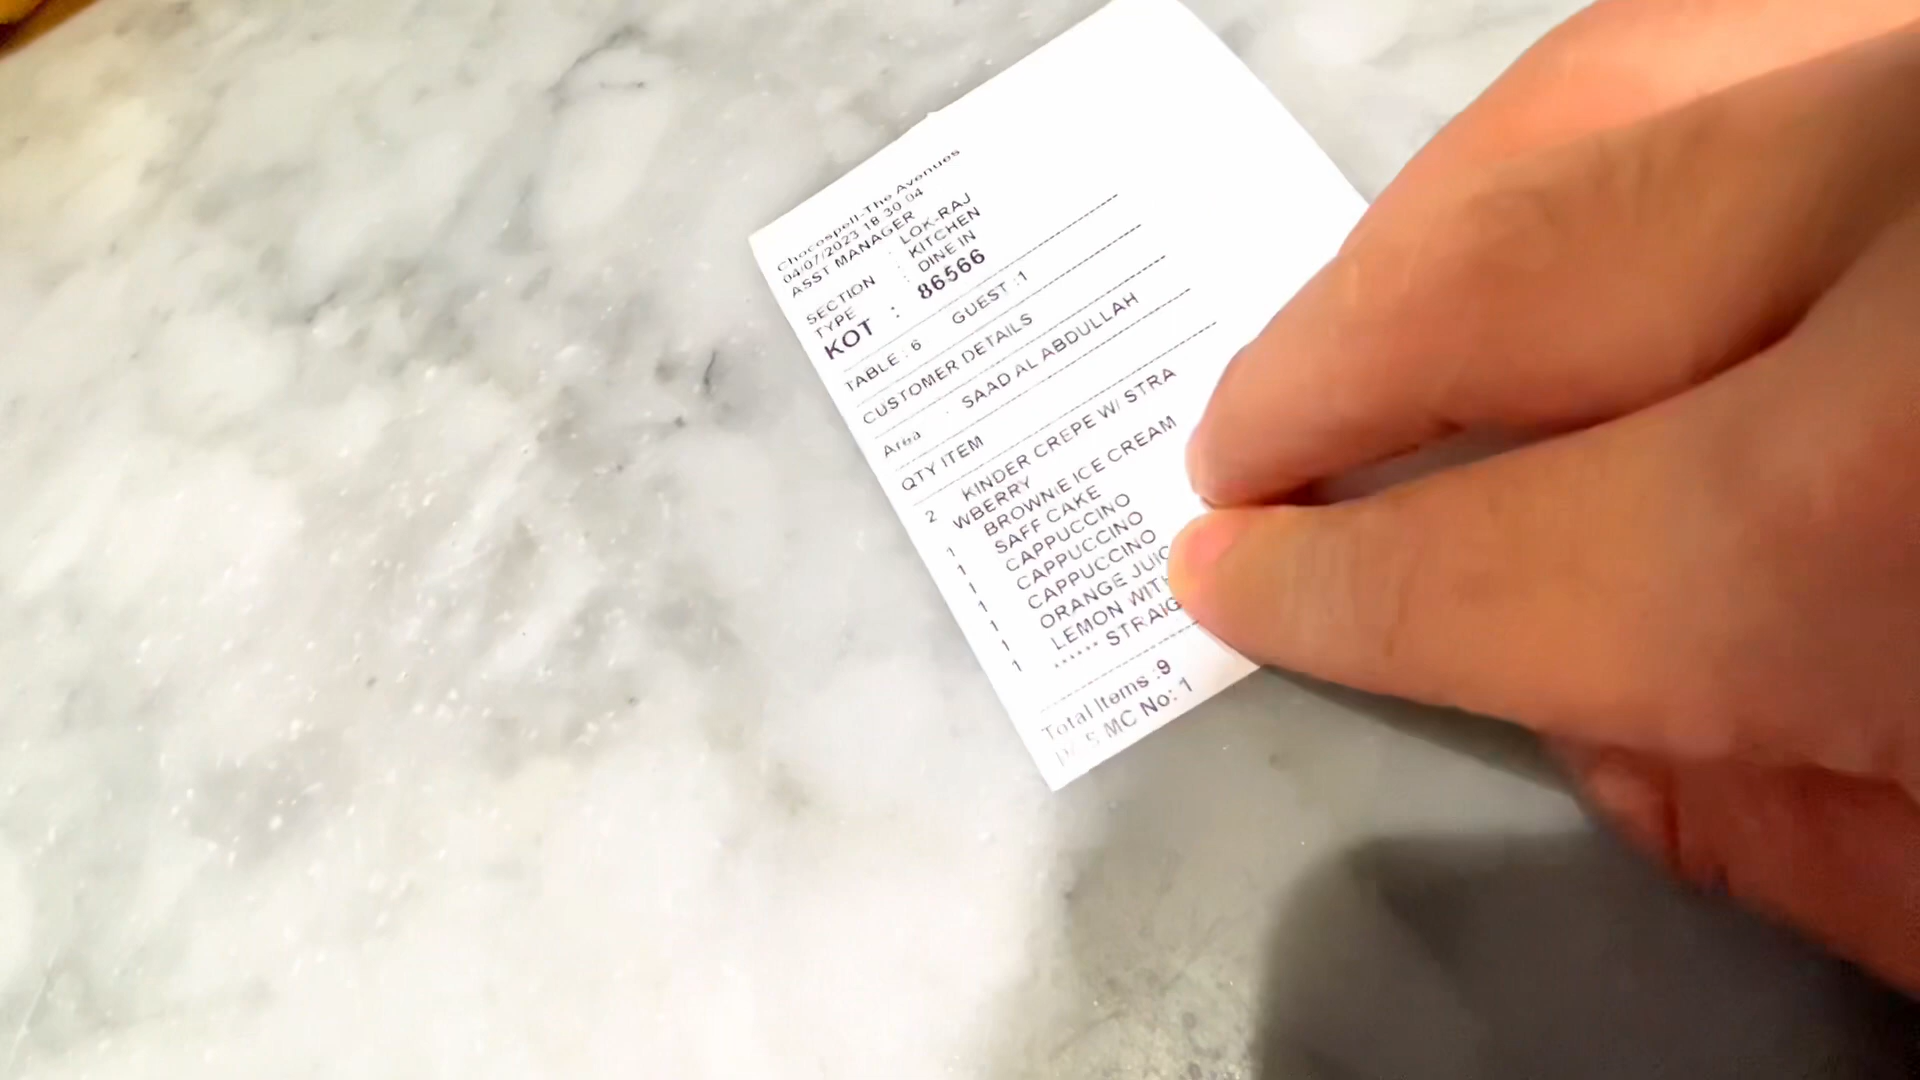 Chocospell-The Avenues
04/07/2023 18 30 04
ASST MANAGER : LOK-RAJ
SECTION : KITCHEN
TYPE : DINE IN
KOT : 86566
TABLE : 6 GUEST :1
CUSTOMER DETAILS
Area : SAAD AL ABDULLAH
QTY ITEM
KINDER CREPE W/ STRA
2 WBERRY
BROWNIE ICE CREAM
1 SAFF CAKE
1 CAPPUCCINO
1 CAPPUCCINO
1 CAPPUCCINO
1 ORANGE JUIC
1 LEMON WITH
1 ****** STRAIG
Total Items :9
MC No: 1